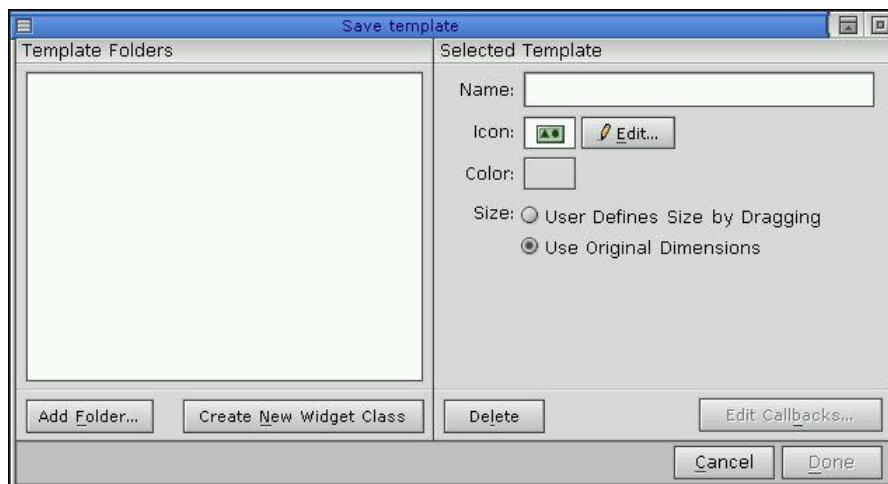 Save template
Template Folders
Selected Template
Name:
Icon:
Edit...
Color:
Size:
User Defines Size by Dragging
Use Original Dimensions
Add Folder...
Create New Widget Class
Delete
Edit Callbacks...
Cancel
Done